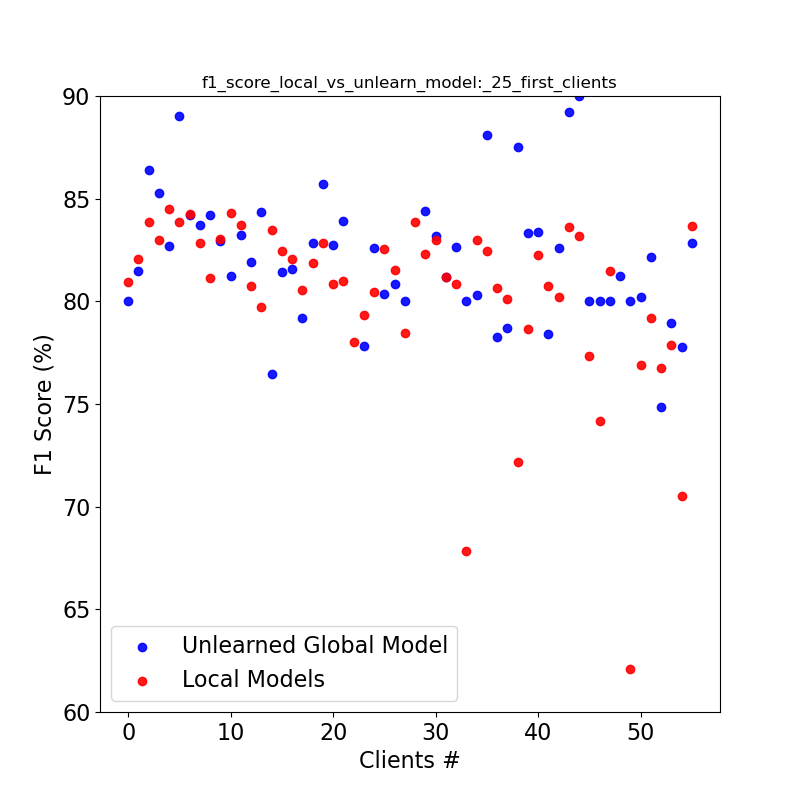 f1_score_local_vs_unlearn_model:_25_first_clients
90
85
80
75
70
65
60
F1 Score (%)
Unlearned Global Model
Local Models
0 10 20 30 40 50
Clients #